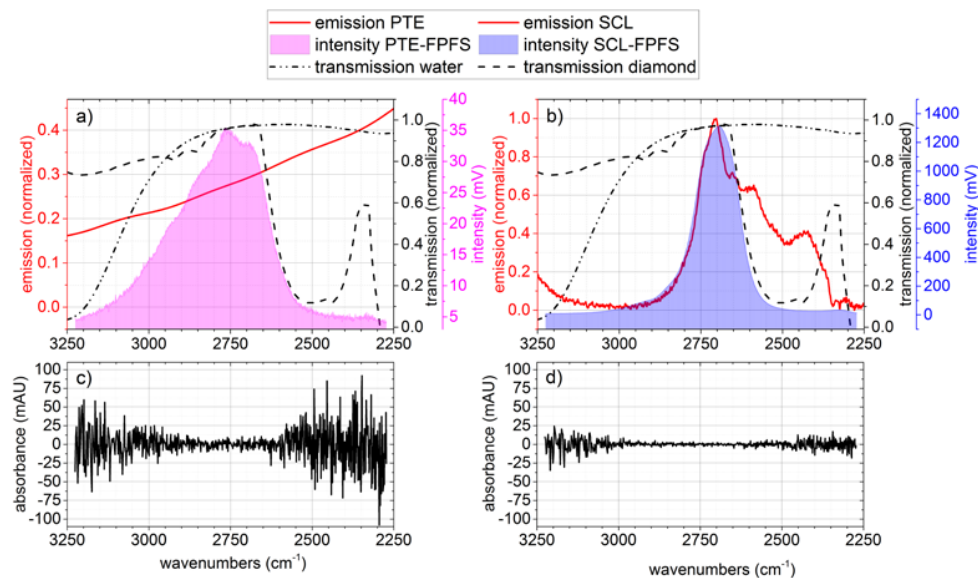 emission PTE emission SCL
intensity PTE-FPFS intensity SCL-FPFS
transmission water transmission diamond
a)
emission (normalized)
0.4
0.3
0.2
0.1
0.0
3250 3000 2750 2500 2250
1.0
0.8
0.6
0.4
0.2
0.0
transmission (normalized)
40
35
30
25
20
15
10
5
intensity (mV)
b)
emission (normalized)
1.0
0.8
0.6
0.4
0.2
0.0
3250 3000 2750 2500 2250
1.0
0.8
0.6
0.4
0.2
0.0
transmission (normalized)
1400
1200
1000
800
600
400
200
0
intensity (mV)
c)
absorbance (mAU)
100
75
50
25
0
-25
-50
-75
-100
3250 3000 2750 2500 2250
wavenumbers (cm⁻¹)
d)
absorbance (mAU)
100
75
50
25
0
-25
-50
-75
-100
3250 3000 2750 2500 2250
wavenumbers (cm⁻¹)